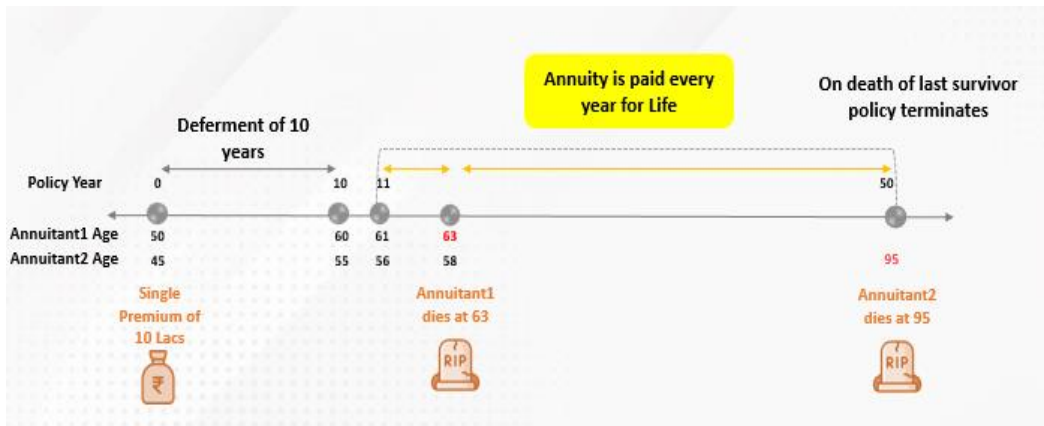 Annuity is paid every
year for Life
On death of last survivor
policy terminates
Deferment of 10
years
Policy Year 0 10 11 50
Annuitant1 Age 50 60 61 63
Annuitant2 Age 45 55 56 58 95
Single
Premium of
10 Lacs
₹
Annuitant1
dies at 63
RIP
Annuitant2
dies at 95
RIP